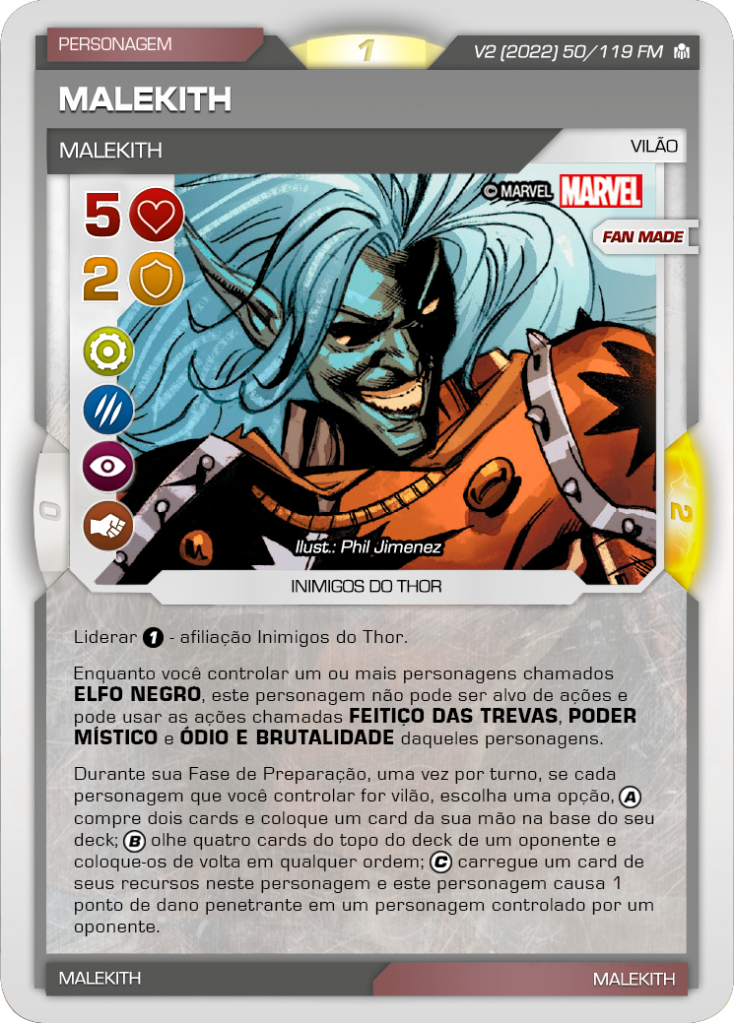 PERSONAGEM
1
V2 (2022) 50/119 FM
MALEKITH
MALEKITH
VILÃO
5
© MARVEL MARVEL
FAN MADE
2
0
2
Ilust.: Phil Jimenez
INIMIGOS DO THOR
Liderar 1 - afiliação Inimigos do Thor.
Enquanto você controlar um ou mais personagens chamados
ELFO NEGRO, este personagem não pode ser alvo de ações e
pode usar as ações chamadas FEITIÇO DAS TREVAS, PODER
MÍSTICO e ÓDIO E BRUTALIDADE daqueles personagens.
Durante sua Fase de Preparação, uma vez por turno, se cada
personagem que você controlar for vilão, escolha uma opção, A
compre dois cards e coloque um card da sua mão na base do seu
deck; B olhe quatro cards do topo do deck de um oponente e
coloque-os de volta em qualquer ordem; C carregue um card de
seus recursos neste personagem e este personagem causa 1
ponto de dano penetrante em um personagem controlado por um
oponente.
MALEKITH
MALEKITH